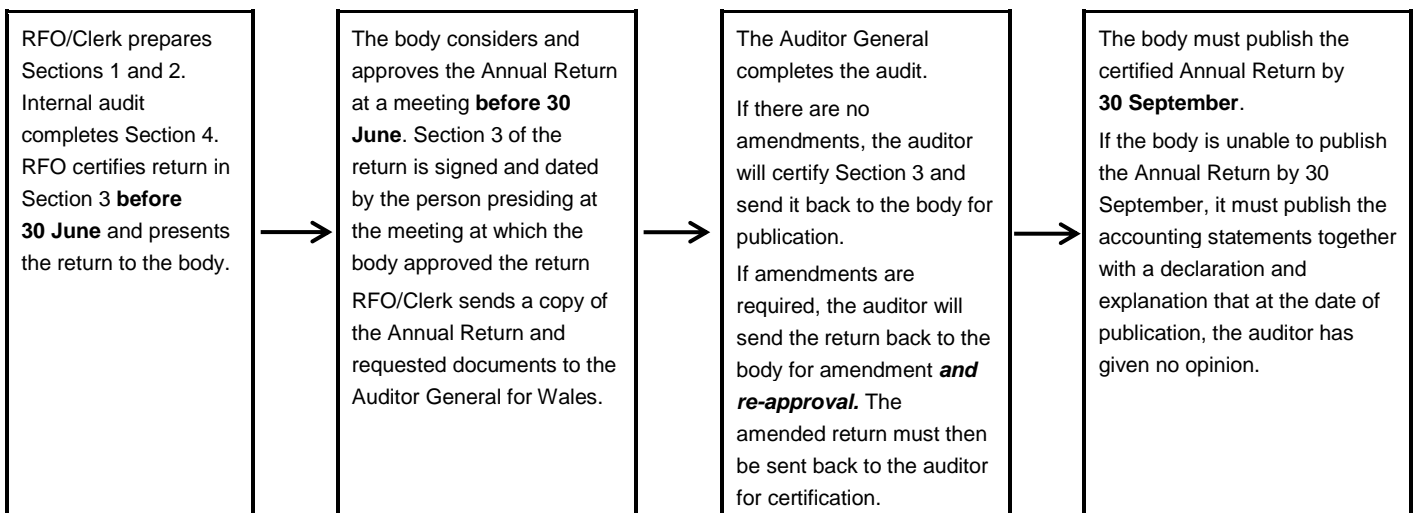 RFO/Clerk prepares
Sections 1 and 2.
Internal audit
completes Section 4.
RFO certifies return in
Section 3 before
30 June and presents
the return to the body.
The body considers and
approves the Annual Return
at a meeting before 30
June. Section 3 of the
return is signed and dated
by the person presiding at
the meeting at which the
body approved the return
RFO/Clerk sends a copy of
the Annual Return and
requested documents to the
Auditor General for Wales.
The Auditor General
completes the audit.
If there are no
amendments, the auditor
will certify Section 3 and
send it back to the body for
publication.
If amendments are
required, the auditor will
send the return back to the
body for amendment and
re-approval. The
amended return must then
be sent back to the auditor
for certification.
The body must publish the
certified Annual Return by
30 September.
If the body is unable to publish
the Annual Return by 30
September, it must publish the
accounting statements together
with a declaration and
explanation that at the date of
publication, the auditor has
given no opinion.